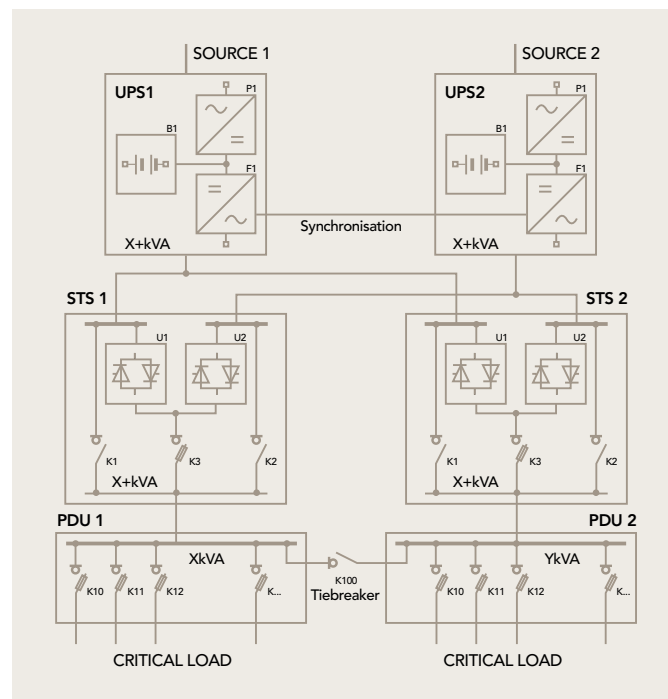 SOURCE 1
SOURCE 2
UPS1
P1
B1
F1
X+kVA
UPS2
P1
B1
F1
X+kVA
Synchronisation
STS 1
U1
U2
K1
K3
K2
X+kVA
STS 2
U1
U2
K1
K3
K2
X+kVA
PDU 1
XkVA
K10
K11
K12
K...
K100
Tiebreaker
PDU 2
YkVA
K10
K11
K12
K...
CRITICAL LOAD
CRITICAL LOAD